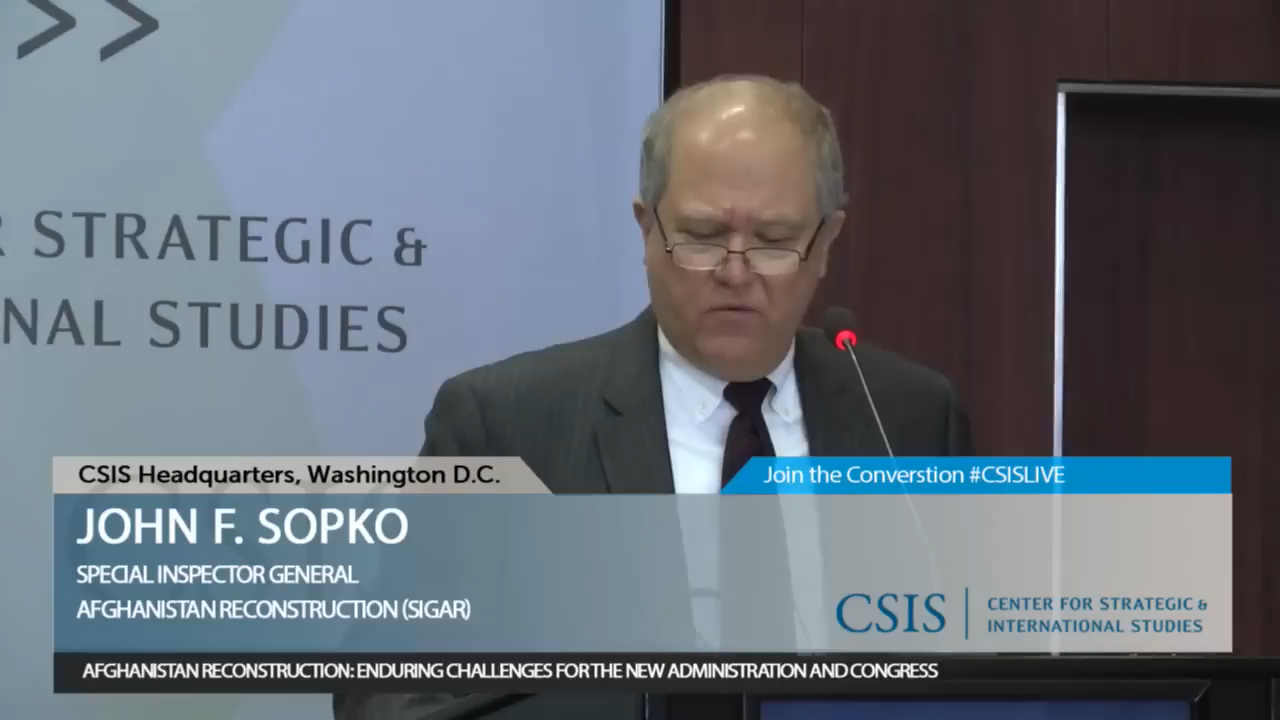 >>
R STRATEGIC &
NAL STUDIES
CSIS Headquarters, Washington D.C.
Join the Converstion #CSISLIVE
JOHN F. SOPKO
SPECIAL INSPECTOR GENERAL
AFGHANISTAN RECONSTRUCTION (SIGAR)
CSIS
CENTER FOR STRATEGIC &
INTERNATIONAL STUDIES
AFGHANISTAN RECONSTRUCTION: ENDURING CHALLENGES FOR THE NEW ADMINISTRATION AND CONGRESS